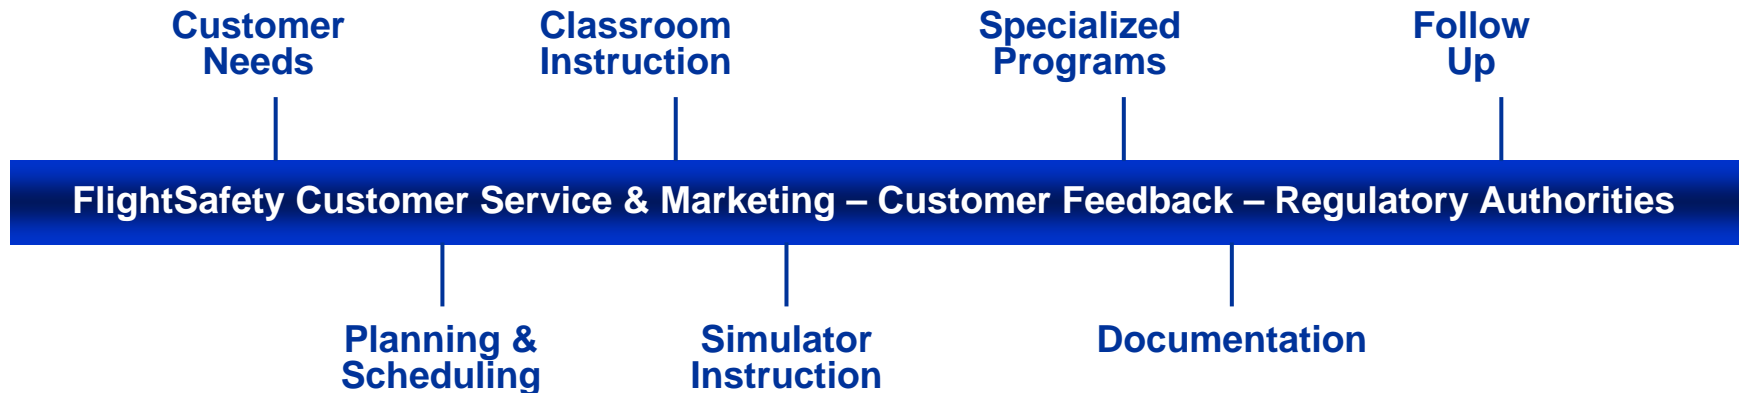 Customer
Needs
Classroom
Instruction
Specialized
Programs
Follow
Up
FlightSafety Customer Service & Marketing – Customer Feedback – Regulatory Authorities
Planning &
Scheduling
Simulator
Instruction
Documentation